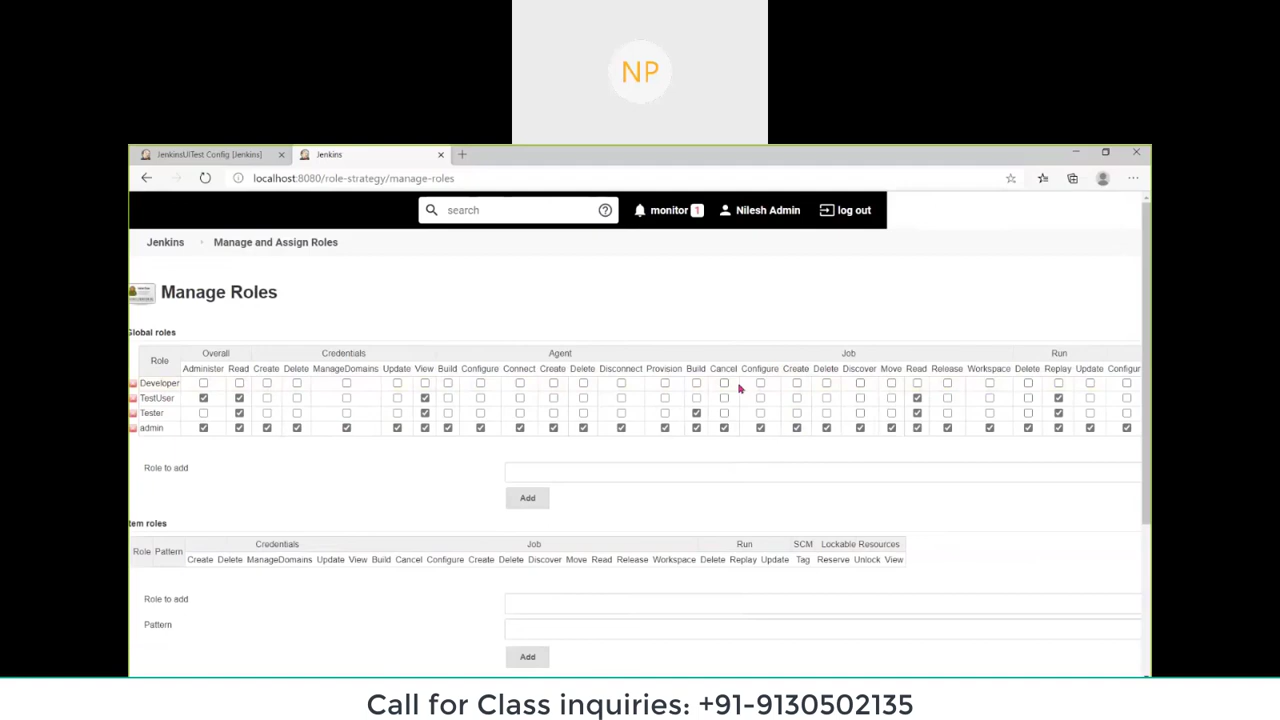 NP
JenkinsUITest Config [Jenkins]
Jenkins
localhost:8080/role-strategy/manage-roles
search
monitor 1
Nilesh Admin
log out
Jenkins
Manage and Assign Roles
Manage Roles
Global roles
Role Overall Credentials Agent Job Run
Administer Read Create Delete ManageDomains Update View Build Configure Connect Create Delete Disconnect Provision Build Cancel Configure Create Delete Discover Move Read Release Workspace Delete Replay Update Configur
Developer
TestUser
Tester
admin
Role to add
Add
tem roles
Role Pattern Credentials Job Run SCM Lockable Resources
Create Delete ManageDomains Update View Build Cancel Configure Create Delete Discover Move Read Release Workspace Delete Replay Update Tag Reserve Unlock View
Role to add
Pattern
Add
Call for Class inquiries: +91-9130502135